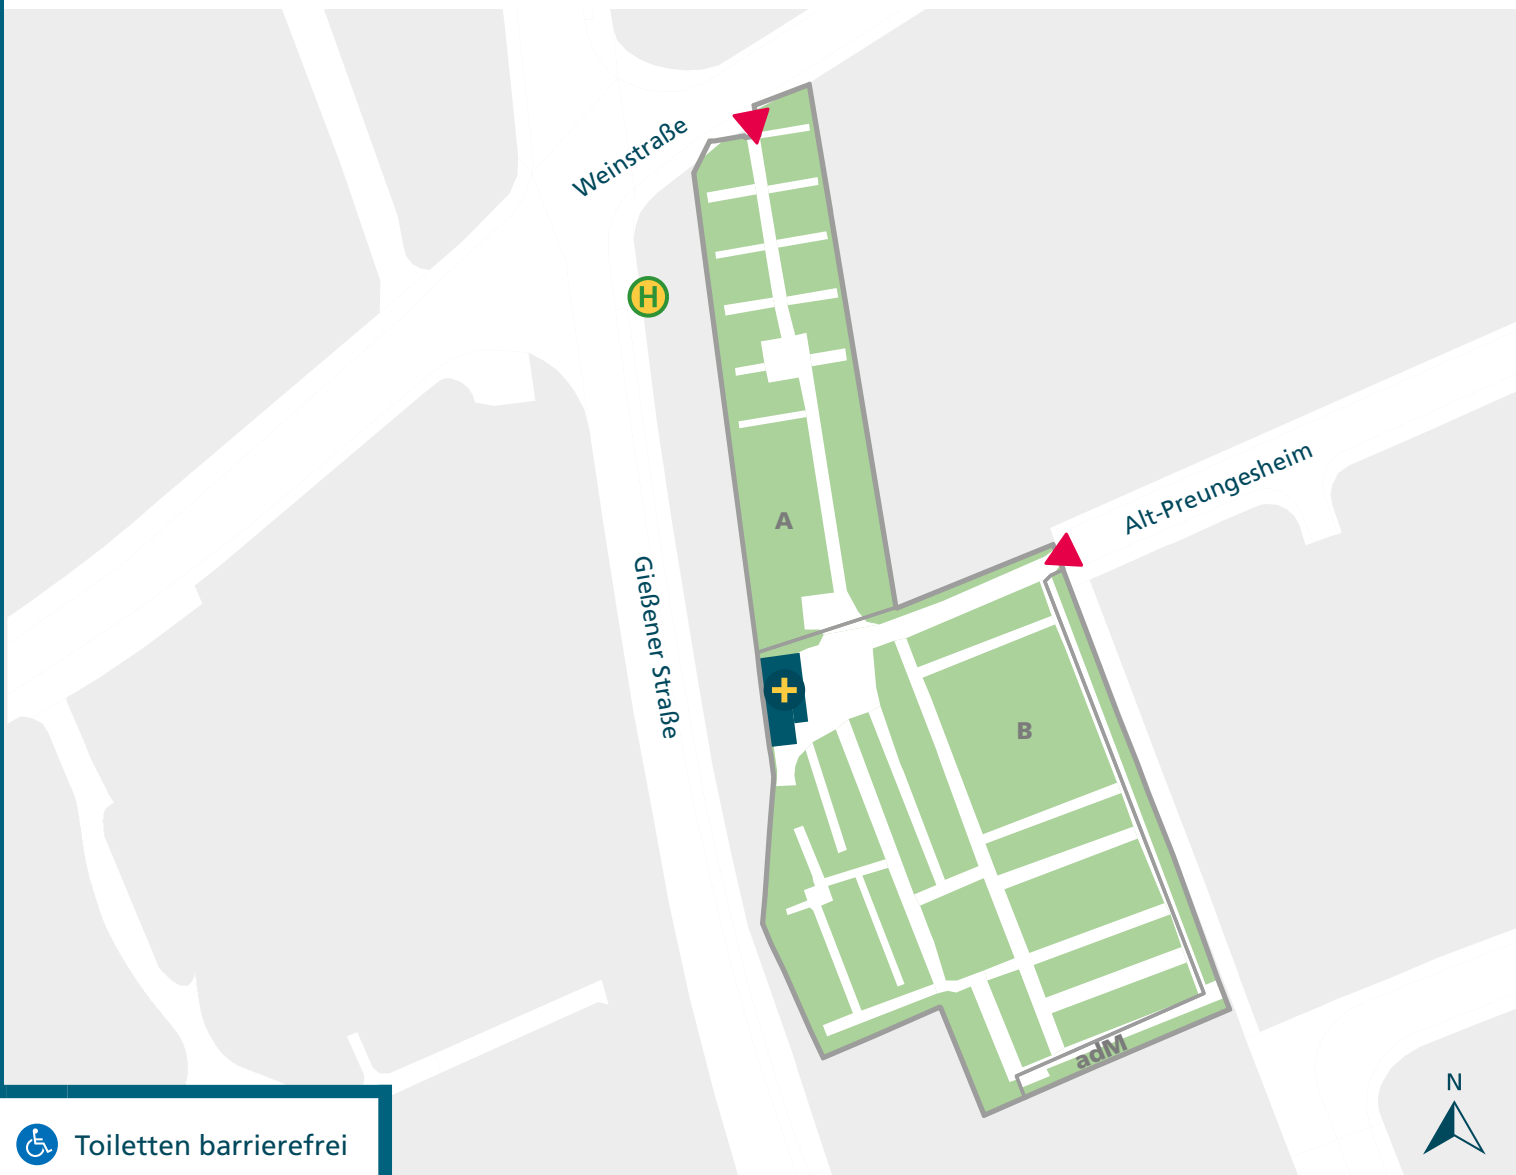 Weinstraße
H
Alt-Preungesheim
A
Gießener Straße
B
adM
N
Toiletten barrierefrei